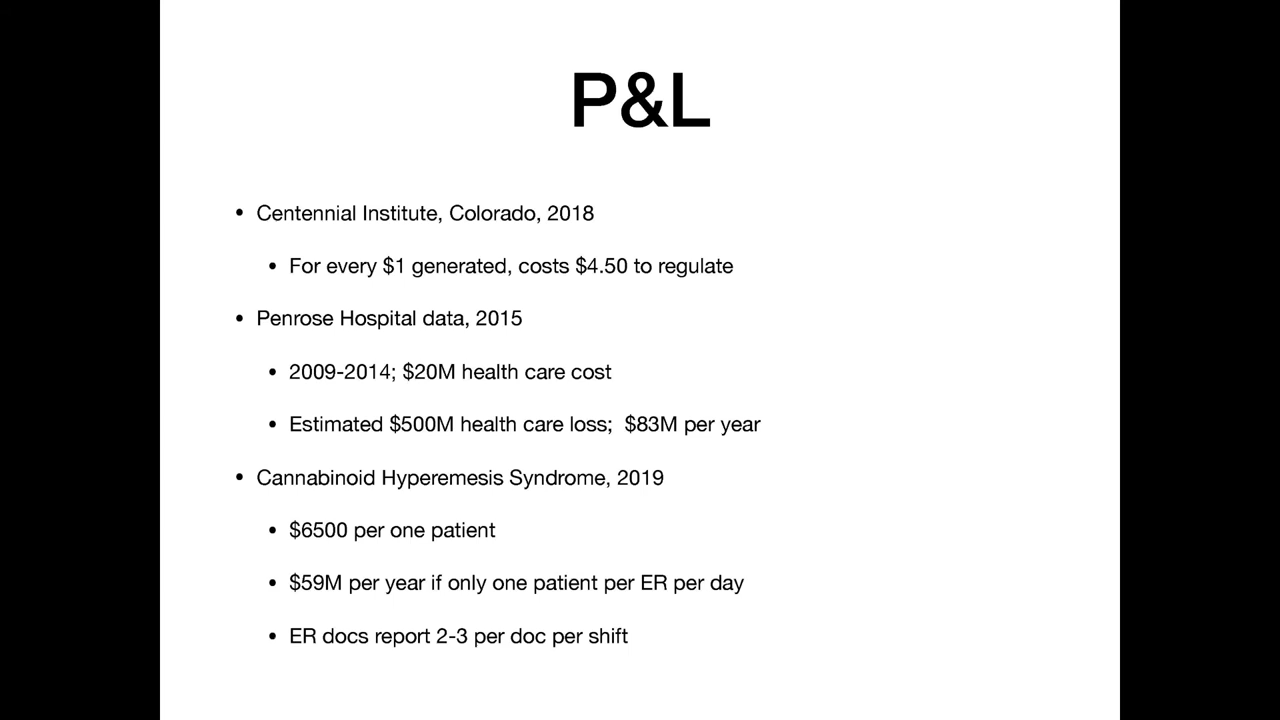 P&L
• Centennial Institute, Colorado, 2018
• For every $1 generated, costs $4.50 to regulate
• Penrose Hospital data, 2015
• 2009-2014; $20M health care cost
• Estimated $500M health care loss;  $83M per year
• Cannabinoid Hyperemesis Syndrome, 2019
• $6500 per one patient
• $59M per year if only one patient per ER per day
• ER docs report 2-3 per doc per shift